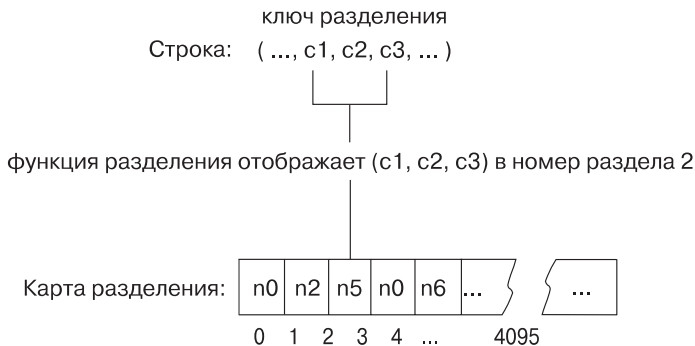 ключ разделения
Строка: ( ..., c1, c2, c3, ... )
функция разделения отображает (c1, c2, c3) в номер раздела 2
Карта разделения: n0 n2 n5 n0 n6 ... ...
0 1 2 3 4 ... 4095